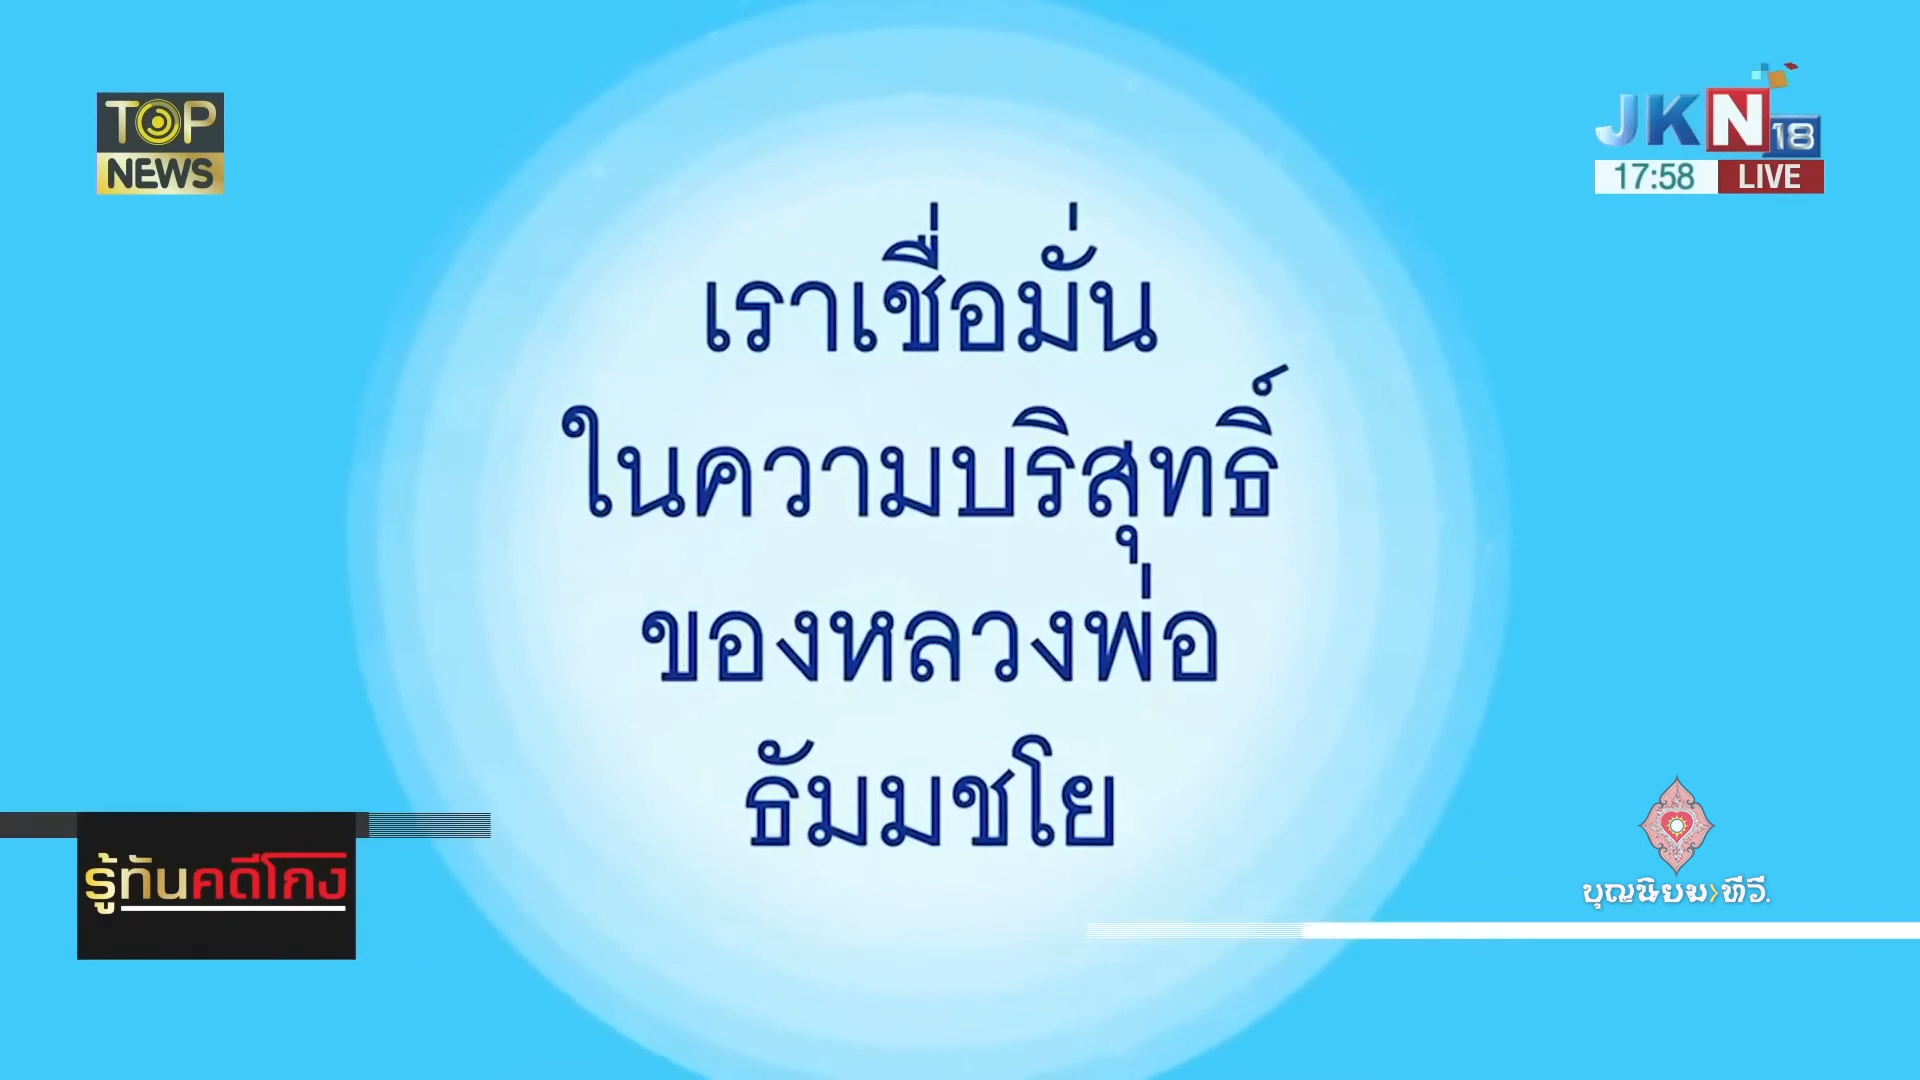 TOP
NEWS
JKN18
17:58 LIVE
เราเชื่อมั่น
ในความบริสุทธิ์
ของหลวงพ่อ
ธัมมชโย
รู้ทันคดีโกง
บุญนิยมทีวี.